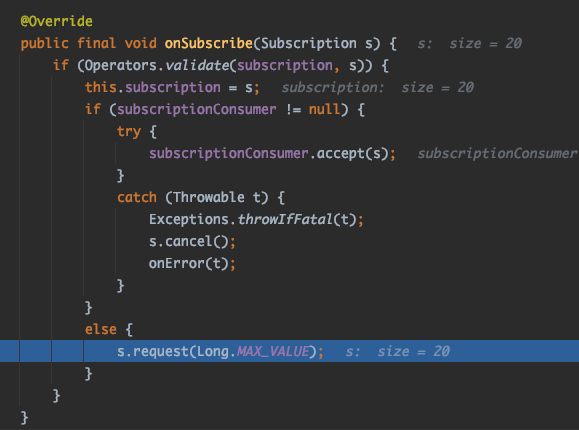 @Override
public final void onSubscribe(Subscription s) {  s:  size = 20
    if (Operators.validate(subscription, s)) {
        this.subscription = s;  subscription:  size = 20
        if (subscriptionConsumer != null) {
            try {
                subscriptionConsumer.accept(s);  subscriptionConsumer
            }
            catch (Throwable t) {
                Exceptions.throwIfFatal(t);
                s.cancel();
                onError(t);
            }
        }
        else {
            s.request(Long.MAX_VALUE);  s:  size = 20
        }
    }
}